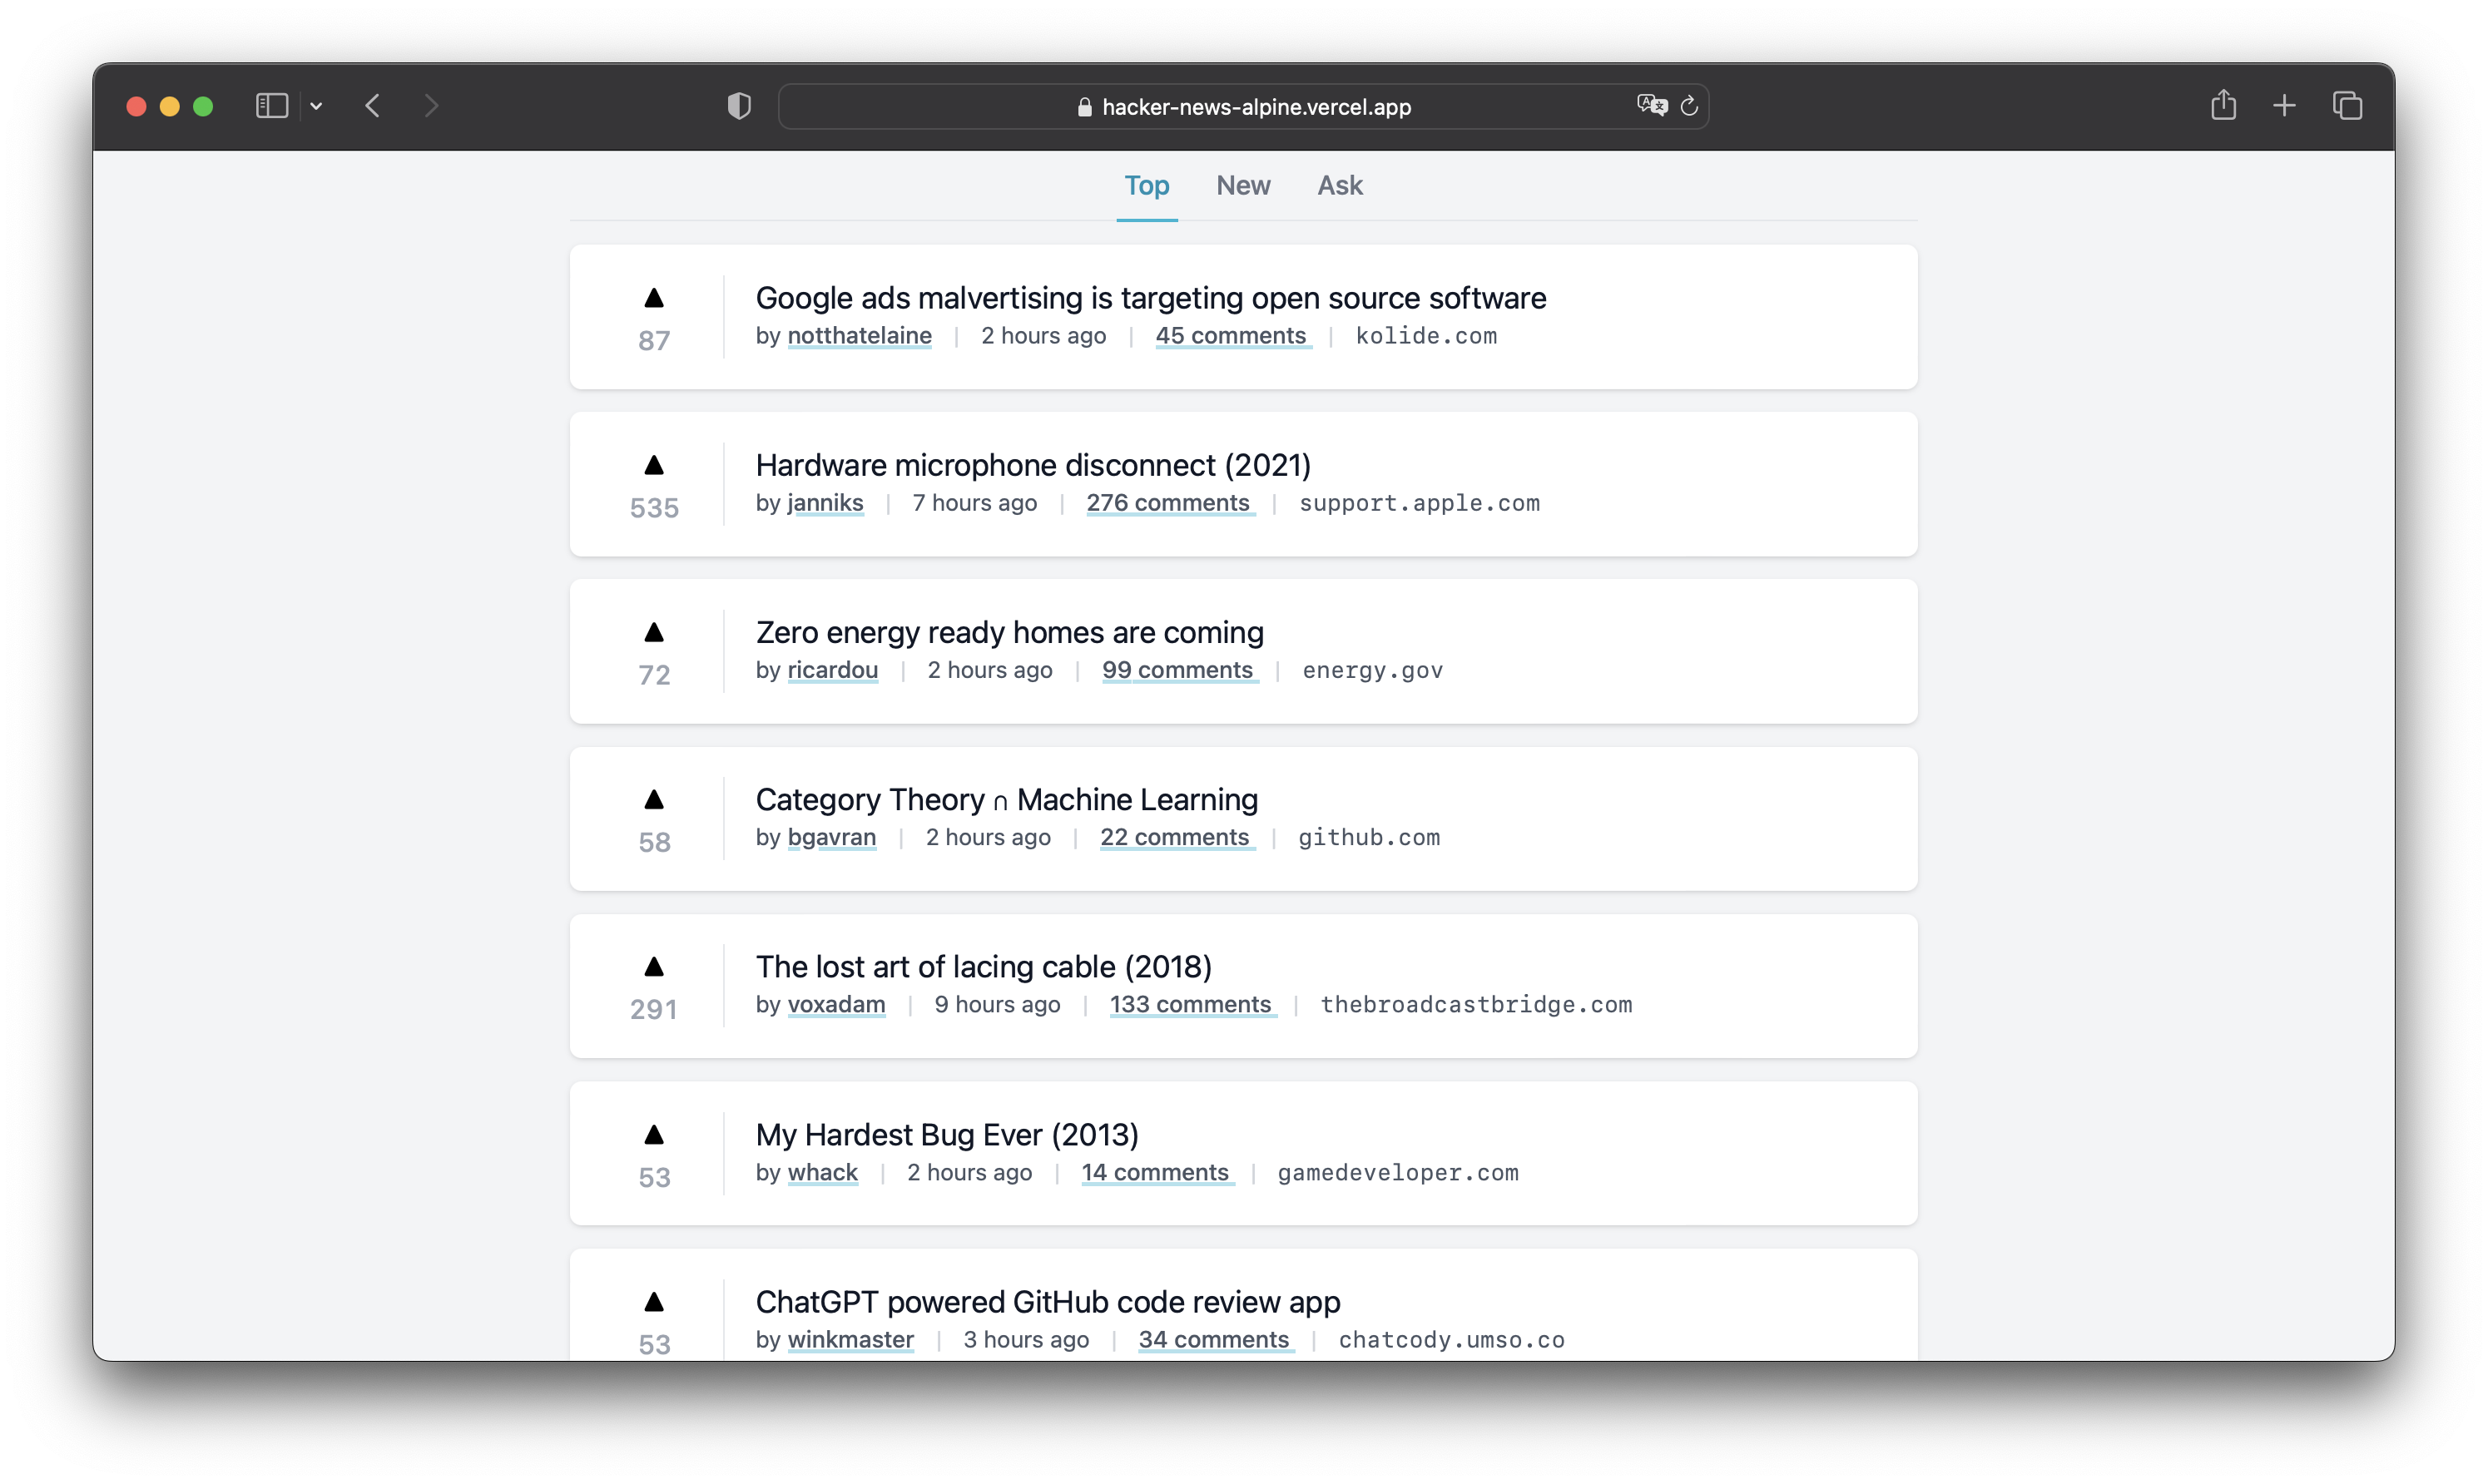 hacker-news-alpine.vercel.app
Top New Ask
Google ads malvertising is targeting open source software
87
by notthatelaine | 2 hours ago | 45 comments | kolide.com
Hardware microphone disconnect (2021)
535
by janniks | 7 hours ago | 276 comments | support.apple.com
Zero energy ready homes are coming
72
by ricardou | 2 hours ago | 99 comments | energy.gov
Category Theory ∩ Machine Learning
58
by bgavran | 2 hours ago | 22 comments | github.com
The lost art of lacing cable (2018)
291
by voxadam | 9 hours ago | 133 comments | thebroadcastbridge.com
My Hardest Bug Ever (2013)
53
by whack | 2 hours ago | 14 comments | gamedeveloper.com
ChatGPT powered GitHub code review app
53
by winkmaster | 3 hours ago | 34 comments | chatcody.umso.co